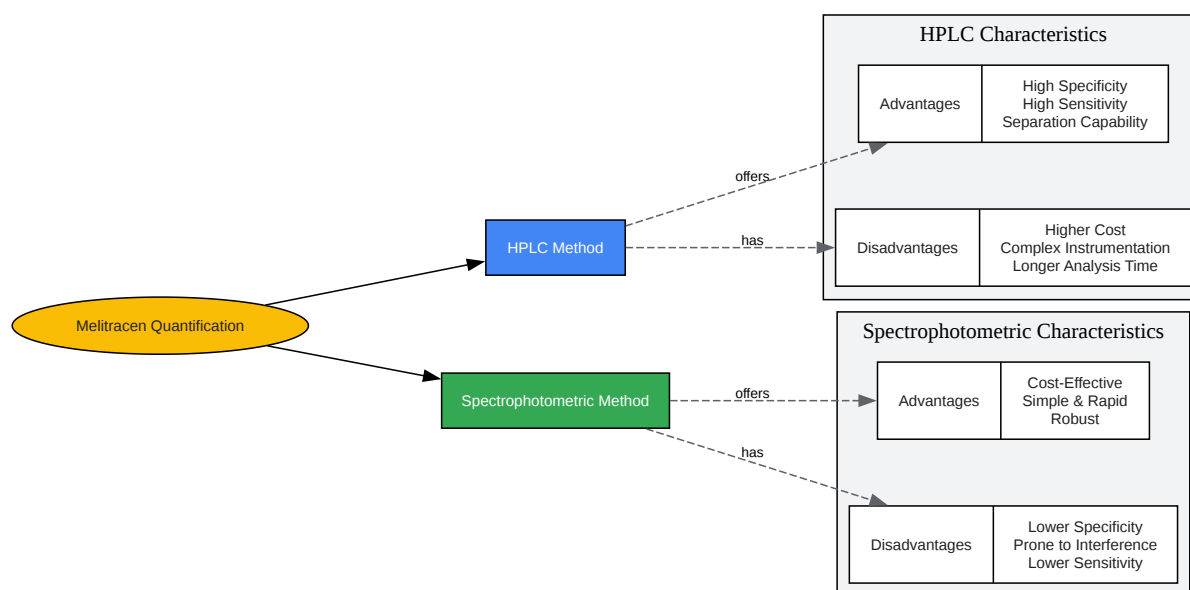 Melitracen Quantification
HPLC Method
Spectrophotometric Method
offers
has
offers
has
HPLC Characteristics
Advantages
High Specificity
High Sensitivity
Separation Capability
Disadvantages
Higher Cost
Complex Instrumentation
Longer Analysis Time
Spectrophotometric Characteristics
Advantages
Cost-Effective
Simple & Rapid
Robust
Disadvantages
Lower Specificity
Prone to Interference
Lower Sensitivity